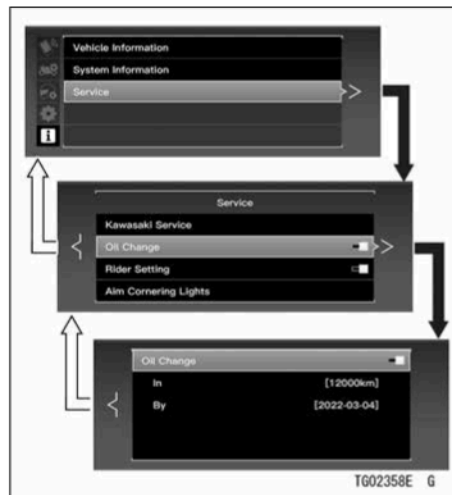 Vehicle Information
System Information
Service
i
Service
Kawasaki Service
Oil Change
Rider Setting
Aim Cornering Lights
Oil Change
In [12000km]
By [2022-03-04]
TG02358E G